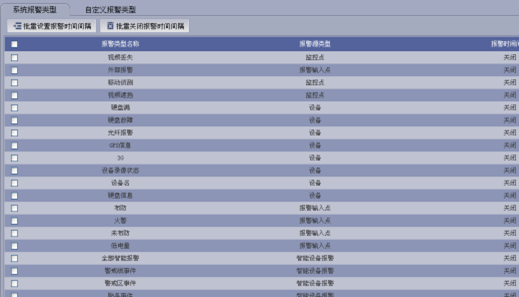 系统报警类型 自定义报警类型
批量设置报警时间间隔 批量关闭报警时间间隔
报警类型名称 报警源类型 报警时间
视频丢失 监控点 关闭
外部报警 报警输入点 关闭
移动侦测 监控点 关闭
视频遮挡 监控点 关闭
硬盘满 设备 关闭
硬盘故障 设备 关闭
光纤报警 设备 关闭
GPS信息 设备 关闭
3G 设备 关闭
设备录像状态 设备 关闭
设备名 设备 关闭
硬盘信息 设备 关闭
布防 报警输入点 关闭
火警 报警输入点 关闭
未布防 报警输入点 关闭
低电量 报警输入点 关闭
全部智能报警 智能设备报警 关闭
警戒线事件 智能设备报警 关闭
警戒区事件 智能设备报警 关闭
智能设备报警 关闭